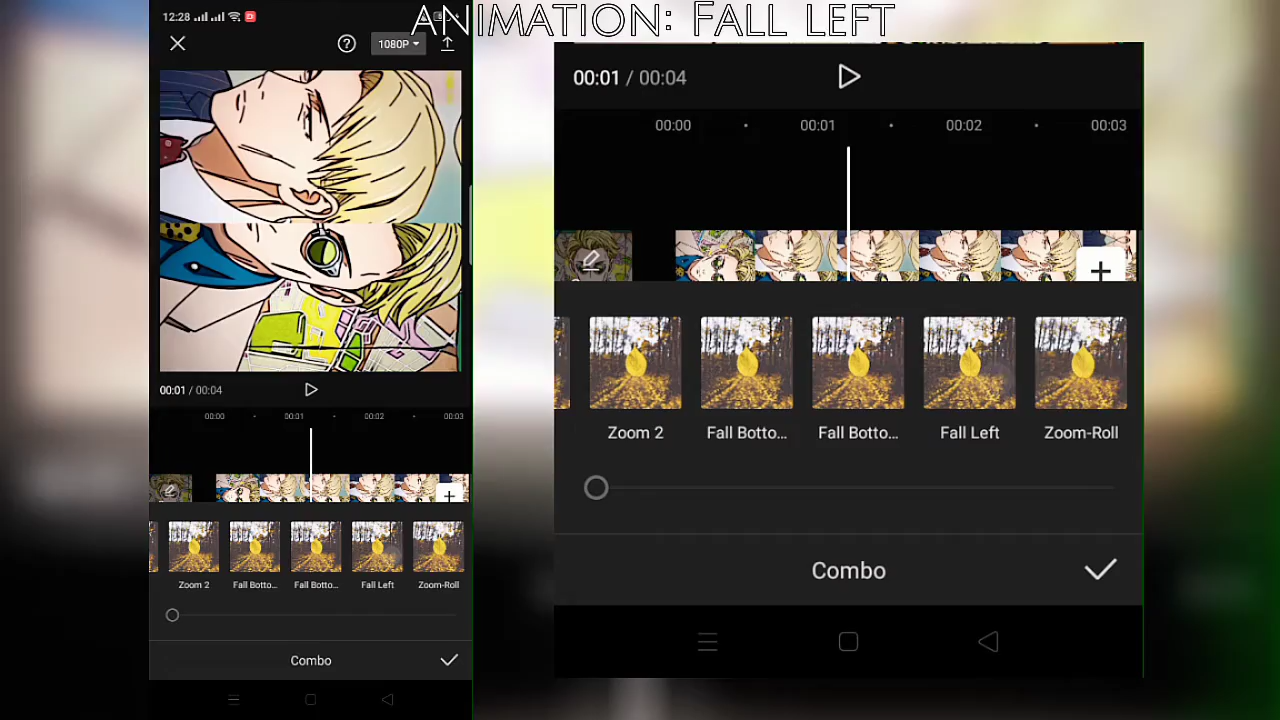 ANIMATION: FALL LEFT
12:28
1080P
00:01 / 00:04
00:00
00:01
00:02
00:03
Zoom 2
Fall Botto...
Fall Botto...
Fall Left
Zoom-Roll
Combo
00:01 / 00:04
00:00
00:01
00:02
00:03
Zoom 2
Fall Botto...
Fall Botto...
Fall Left
Zoom-Roll
Combo